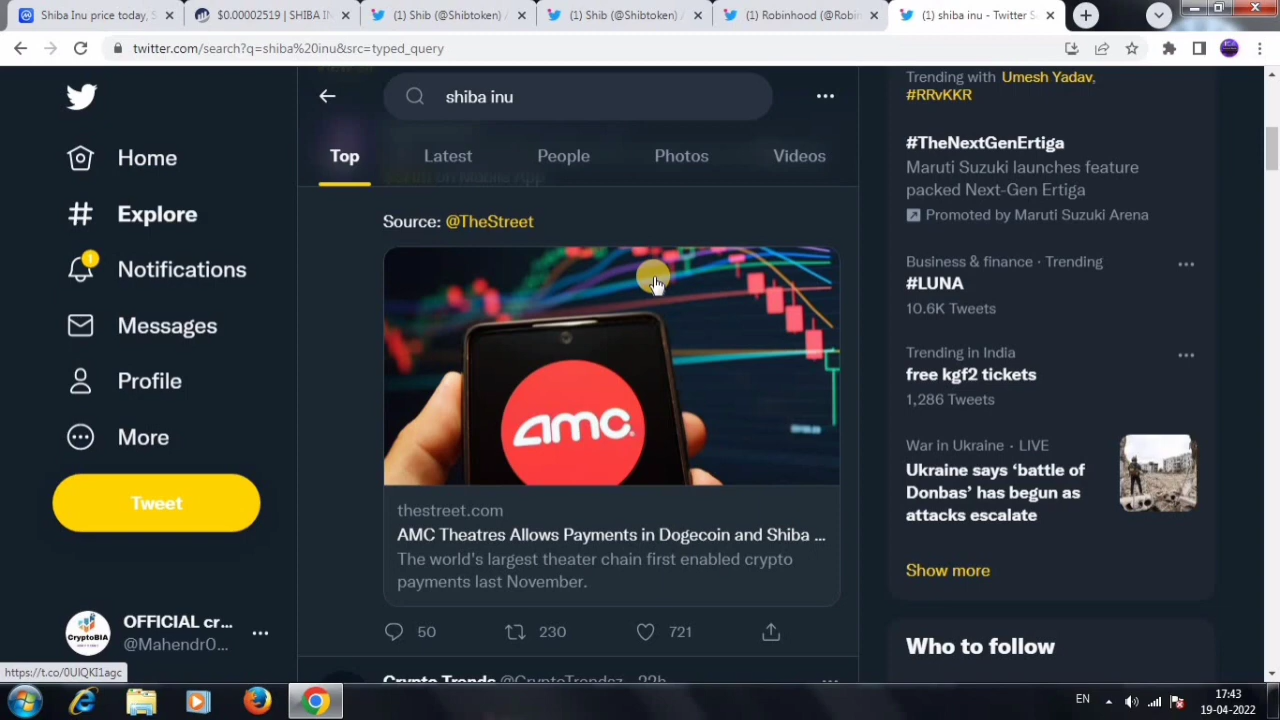 Shiba Inu price today, S
$0.00002519 | SHIBA IN
(1) Shib (@Shibtoken)
(1) Shib (@Shibtoken) /
(1) Robinhood (@Robin
(1) shiba inu - Twitter S
twitter.com/search?q=shiba%20inu&src=typed_query
shiba inu
Top
Latest
People
Photos
Videos
Home
Explore
1
Notifications
Messages
Profile
More
Tweet
OFFICIAL cr...
@Mahendr0...
CryptoBIA
https://t.co/0UlQKI1agc
Source: @TheStreet
amc
thestreet.com
AMC Theatres Allows Payments in Dogecoin and Shiba ...
The world's largest theater chain first enabled crypto
payments last November.
50
230
721
Crypto Trends @CryptoTrendsz · 22h
Trending with Umesh Yadav,
#RRvKKR
#TheNextGenErtiga
Maruti Suzuki launches feature
packed Next-Gen Ertiga
Promoted by Maruti Suzuki Arena
Business & finance · Trending
#LUNA
10.6K Tweets
Trending in India
free kgf2 tickets
1,286 Tweets
War in Ukraine · LIVE
Ukraine says ‘battle of
Donbas’ has begun as
attacks escalate
Show more
Who to follow
EN
17:43
19-04-2022